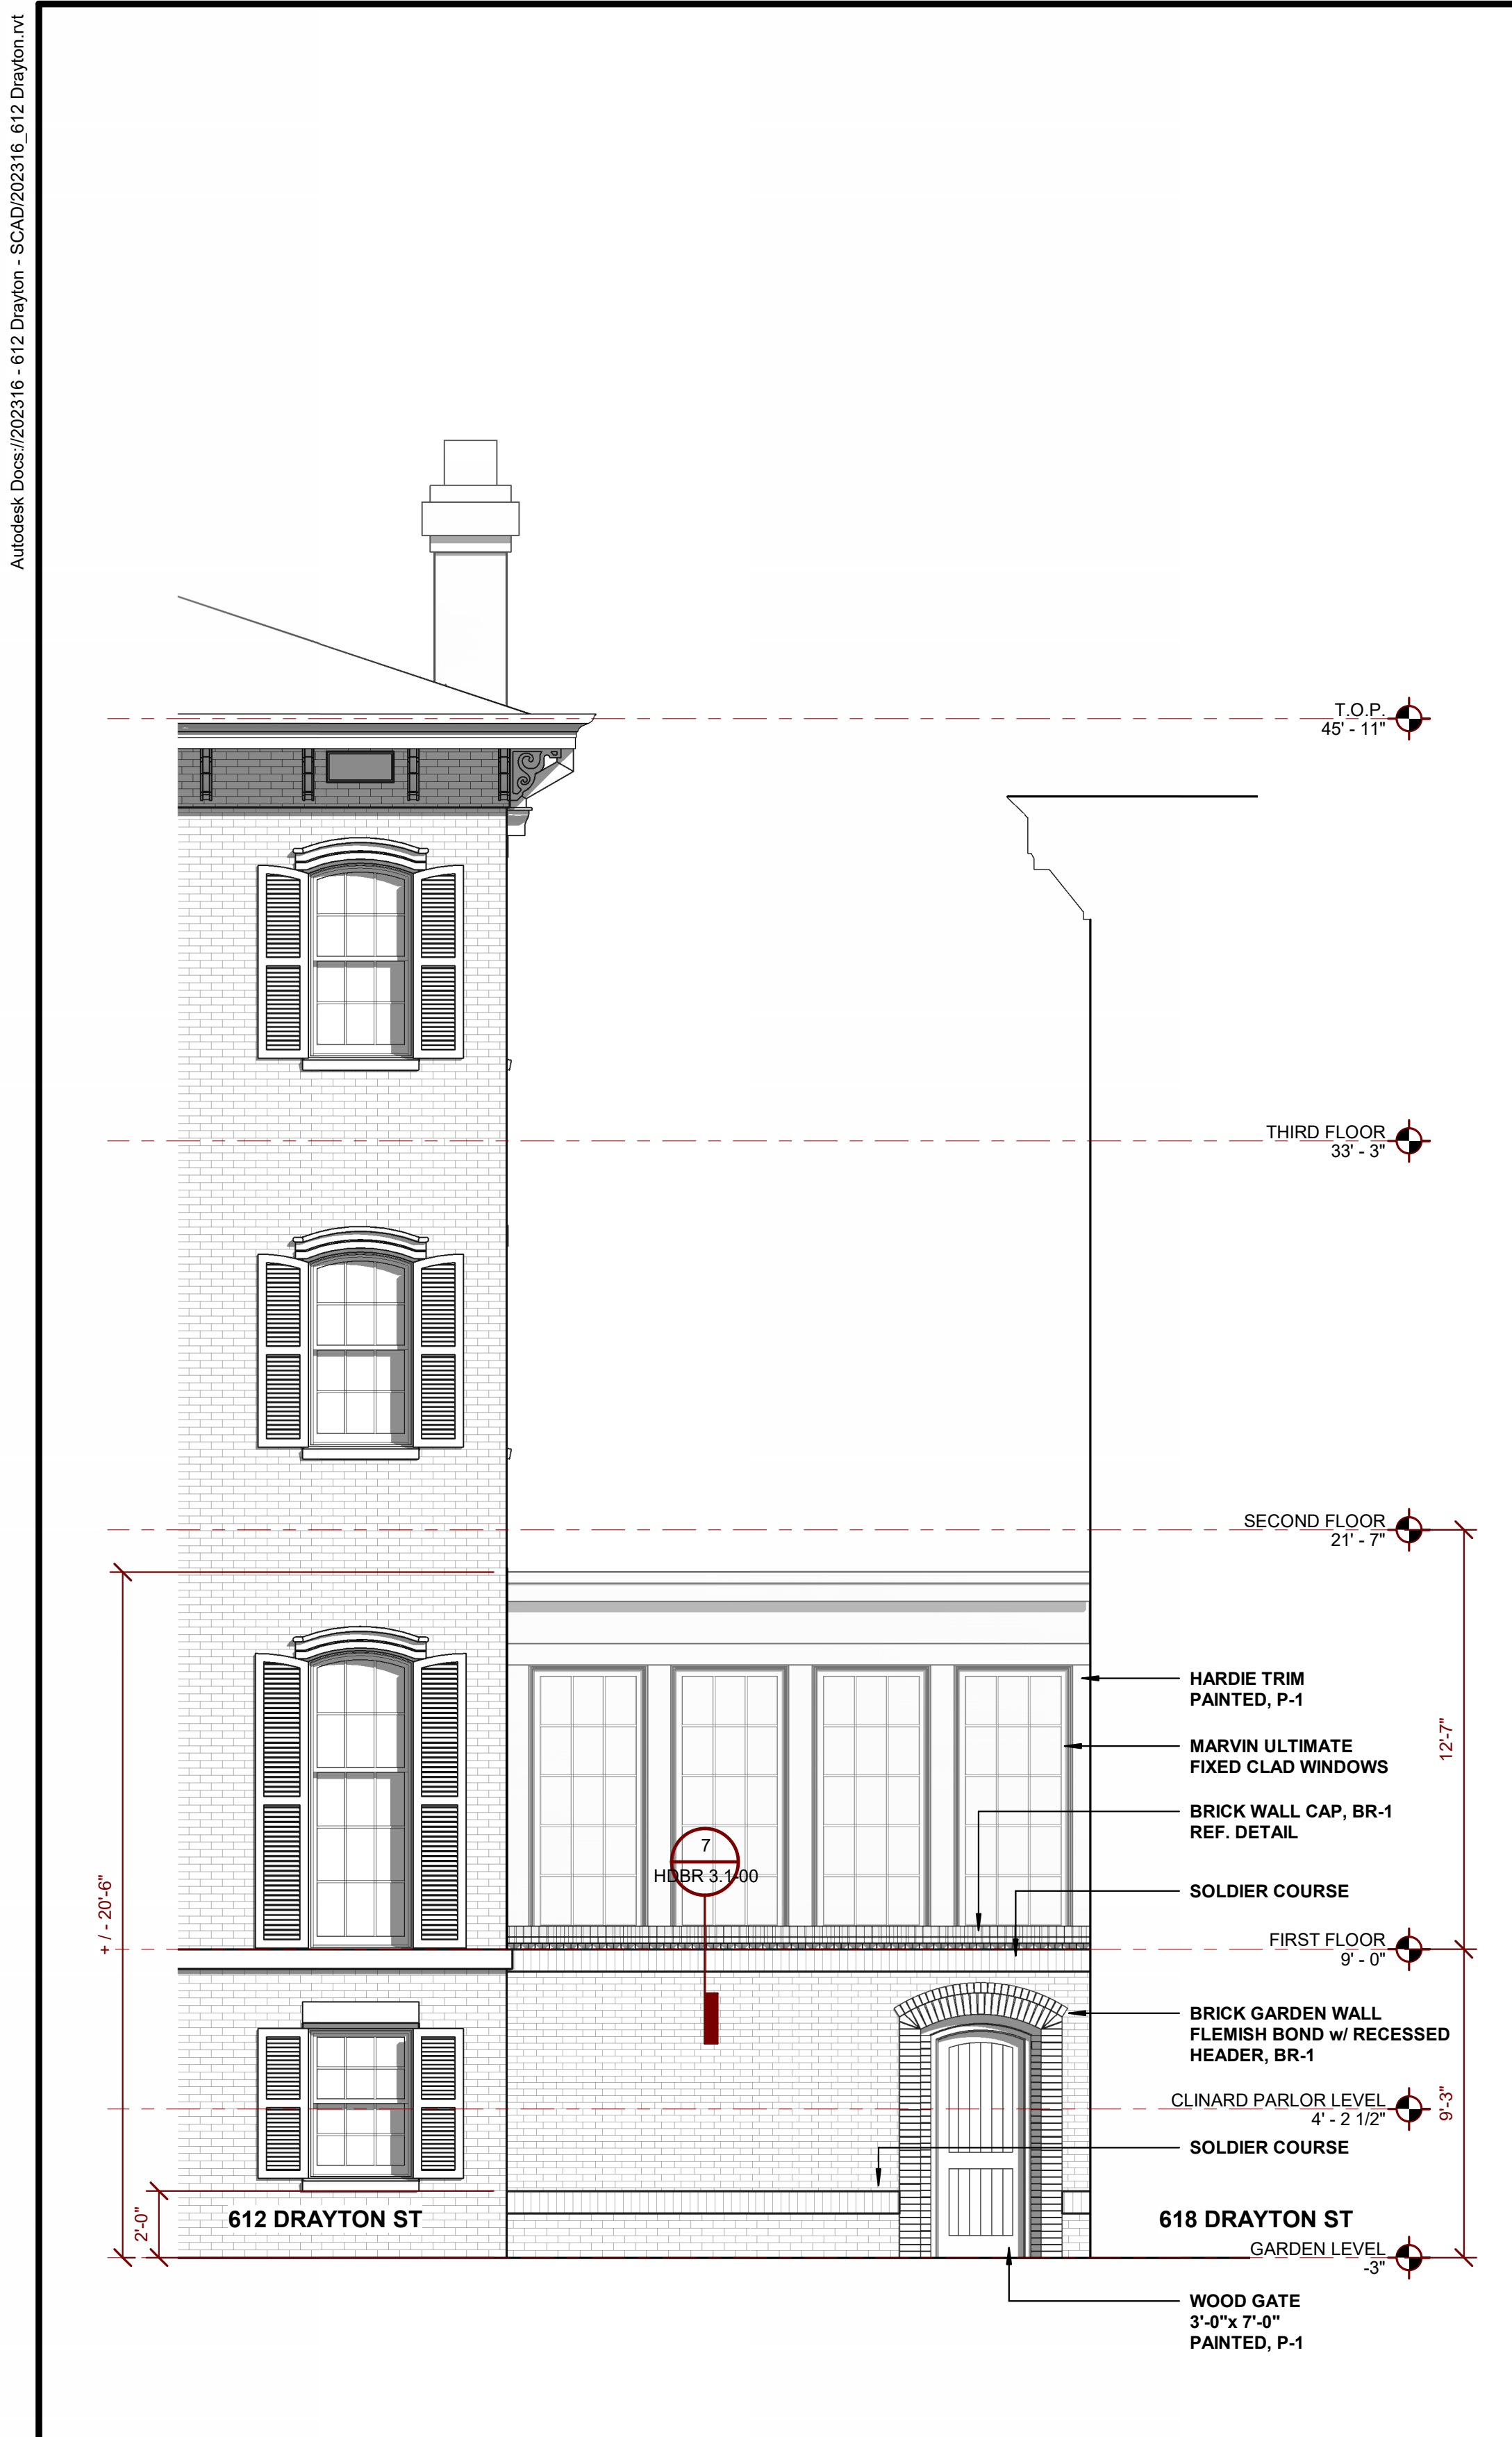 Autodesk Docs://202316 - 612 Drayton - SCAD/202316_612 Drayton.rvt
T.O.P.
45' - 11"
THIRD FLOOR
33' - 3"
SECOND FLOOR
21' - 7"
HARDIE TRIM
PAINTED, P-1
12'-7"
MARVIN ULTIMATE
FIXED CLAD WINDOWS
BRICK WALL CAP, BR-1
REF. DETAIL
7
HDBR 3.1-00
SOLDIER COURSE
+ / - 20'-6"
FIRST FLOOR
9' - 0"
BRICK GARDEN WALL
FLEMISH BOND w/ RECESSED
HEADER, BR-1
CLINARD PARLOR LEVEL
4' - 2 1/2"
9'-3"
SOLDIER COURSE
2'-0"
612 DRAYTON ST
618 DRAYTON ST
GARDEN LEVEL
-3"
WOOD GATE
3'-0"x 7'-0"
PAINTED, P-1